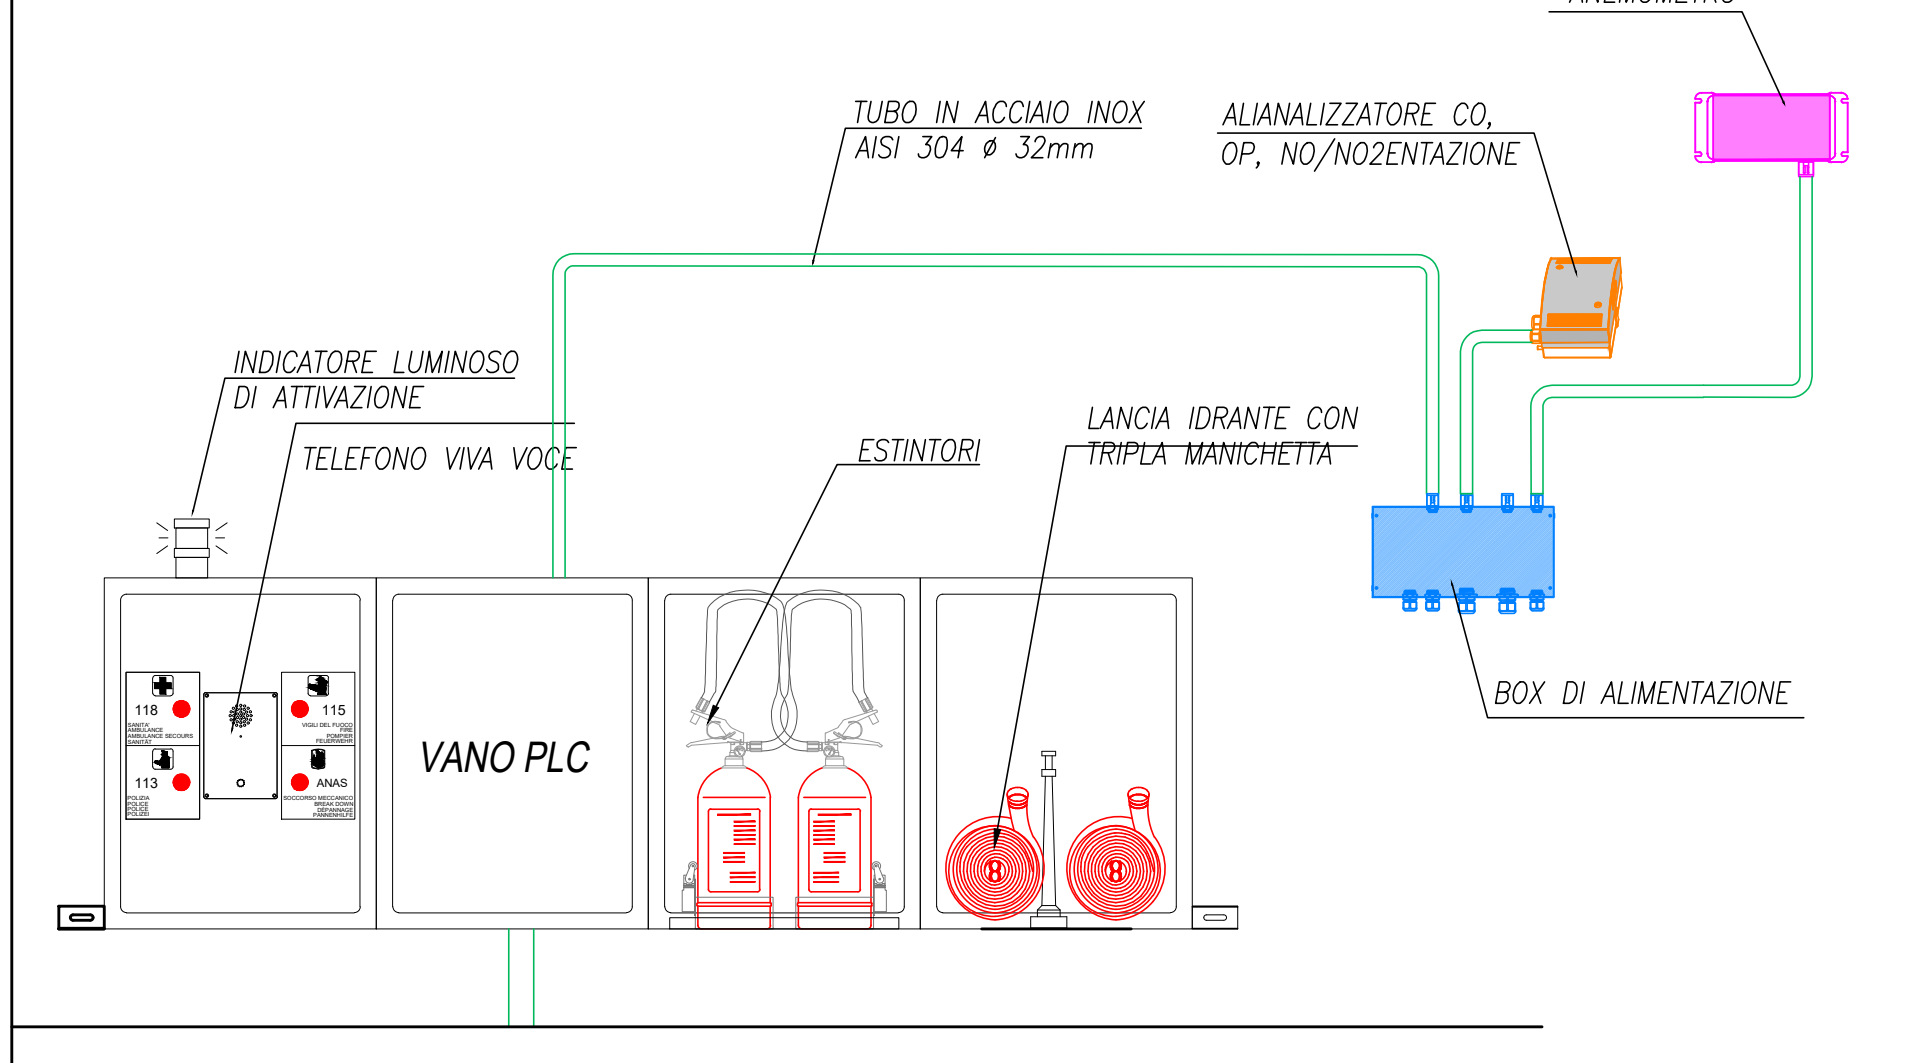 ANEMOMETRO
TUBO IN ACCIAIO INOX
AISI 304 Ø 32mm
ALIANALIZZATORE CO,
OP, NO/NO2ENTAZIONE
INDICATORE LUMINOSO
DI ATTIVAZIONE
TELEFONO VIVA VOCE
ESTINTORI
LANCIA IDRANTE CON
TRIPLA MANICHETTA
BOX DI ALIMENTAZIONE
VANO PLC
118
SANITA'
AMBULANCE
AMBULANCE SECOURS
SANITÄT
115
VIGILI DEL FUOCO
FIRE
POMPIER
FEUERWEHR
113
POLIZIA
POLICE
POLICE
POLIZEI
ANAS
SOCCORSO MECCANICO
BREAK DOWN
DÉPANNAGE
PANNENHILFE